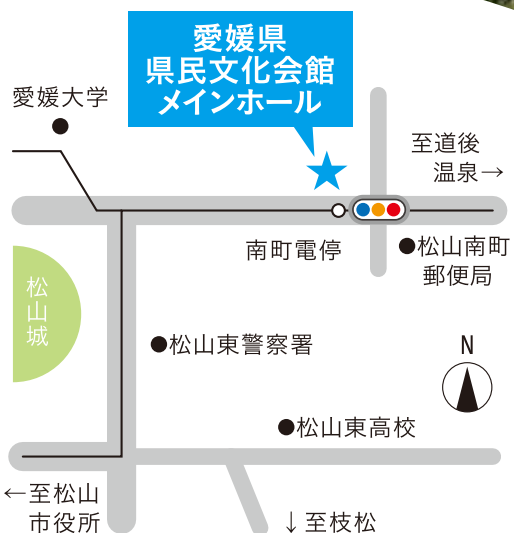 愛媛県
県民文化会館
メインホール
愛媛大学
至道後
温泉→
南町電停
松山南町
郵便局
松山城
松山東警察署
N
松山東高校
←至松山
市役所
↓至枝松